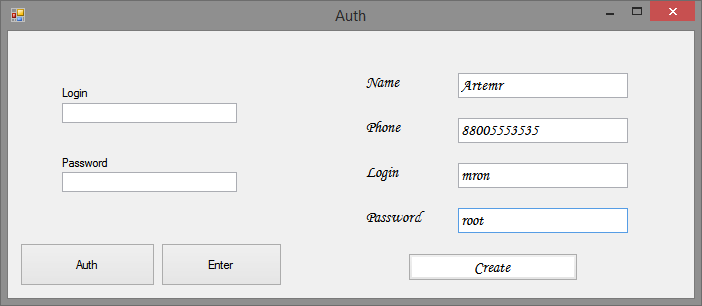 Auth
Login
Password
Auth
Enter
Name
Artemr
Phone
88005553535
Login
mron
Password
root
Create